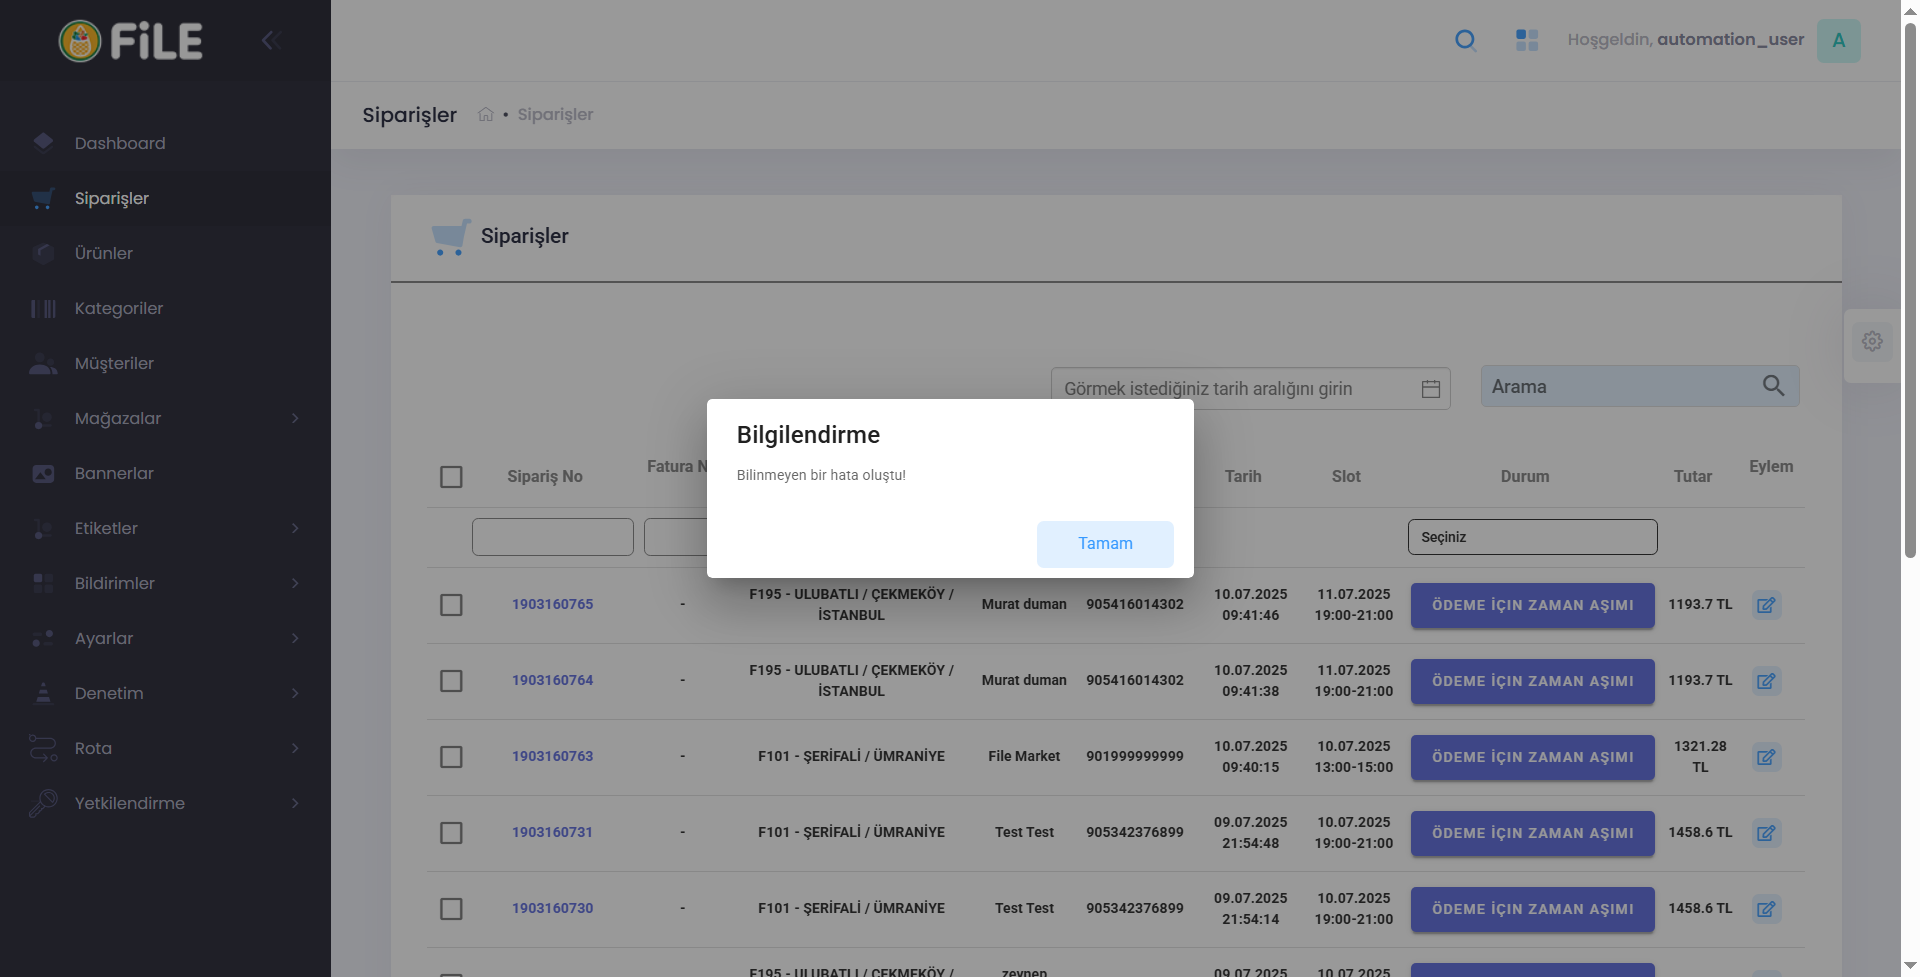 FiLE
Hoşgeldin, automation_user
A
Siparişler • Siparişler
Dashboard
Siparişler
Ürünler
Kategoriler
Müşteriler
Mağazalar
Bannerlar
Etiketler
Bildirimler
Ayarlar
Denetim
Rota
Yetkilendirme
Siparişler
Görmek istediğiniz tarih aralığını girin
Arama
Bilgilendirme
Bilinmeyen bir hata oluştu!
Tamam
Sipariş No Fatura N Tarih Slot Durum Tutar Eylem
Seçiniz
1903160765 - F195 - ULUBATLI / ÇEKMEKÖY / İSTANBUL Murat duman 905416014302 10.07.2025 09:41:46 11.07.2025 19:00-21:00 ÖDEME İÇİN ZAMAN AŞIMI 1193.7 TL
1903160764 - F195 - ULUBATLI / ÇEKMEKÖY / İSTANBUL Murat duman 905416014302 10.07.2025 09:41:38 11.07.2025 19:00-21:00 ÖDEME İÇİN ZAMAN AŞIMI 1193.7 TL
1903160763 - F101 - ŞERİFALİ / ÜMRANİYE File Market 901999999999 10.07.2025 09:40:15 10.07.2025 13:00-15:00 ÖDEME İÇİN ZAMAN AŞIMI 1321.28 TL
1903160731 - F101 - ŞERİFALİ / ÜMRANİYE Test Test 905342376899 09.07.2025 21:54:48 10.07.2025 19:00-21:00 ÖDEME İÇİN ZAMAN AŞIMI 1458.6 TL
1903160730 - F101 - ŞERİFALİ / ÜMRANİYE Test Test 905342376899 09.07.2025 21:54:14 10.07.2025 19:00-21:00 ÖDEME İÇİN ZAMAN AŞIMI 1458.6 TL
F195 - ULUBATLI / ÇEKMEKÖY / zeynep 09.07.2025 10.07.2025